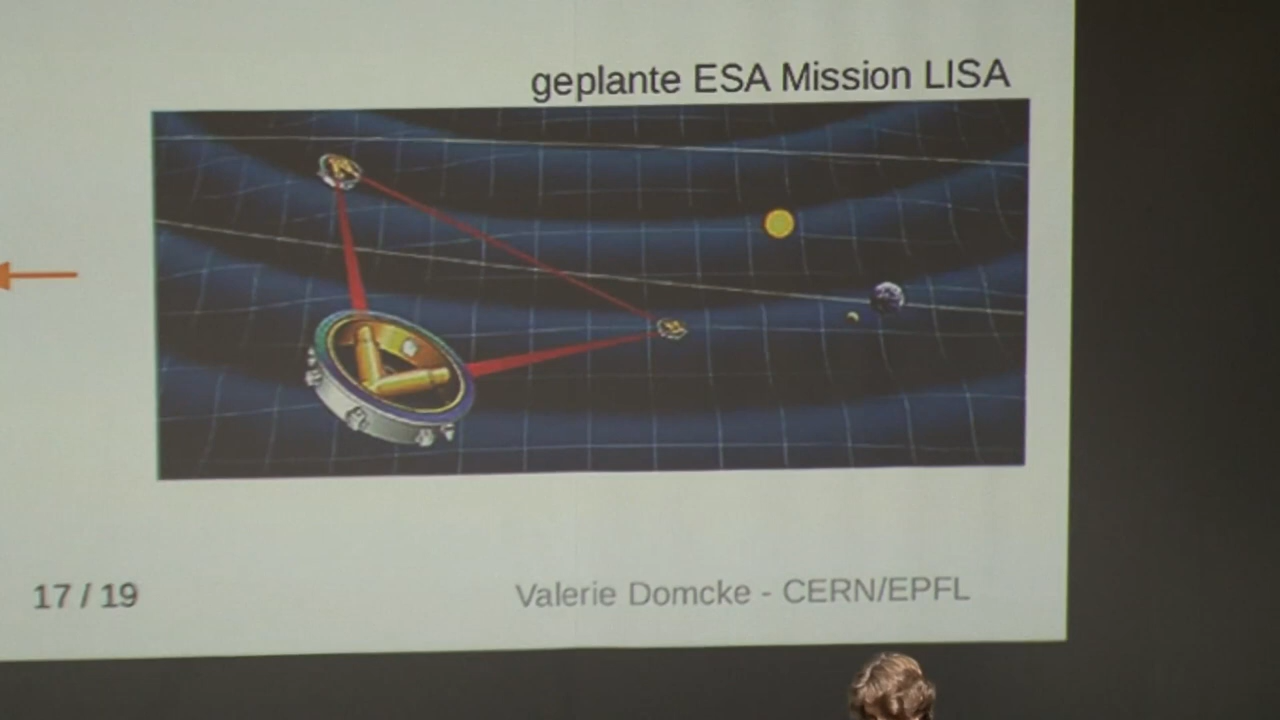 geplante ESA Mission LISA
17 / 19
Valerie Domcke - CERN/EPFL